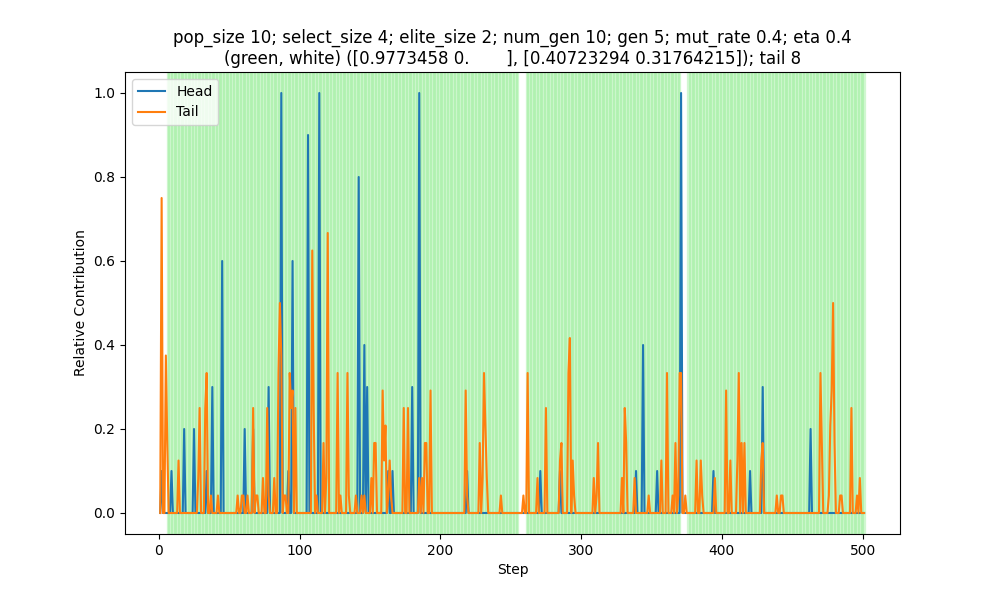 pop_size 10; select_size 4; elite_size 2; num_gen 10; gen 5; mut_rate 0.4; eta 0.4
(green, white) ([0.9773458 0.        ], [0.40723294 0.31764215]); tail 8
Head
Tail
1.0
0.8
0.6
0.4
0.2
0.0
Relative Contribution
0 100 200 300 400 500
Step